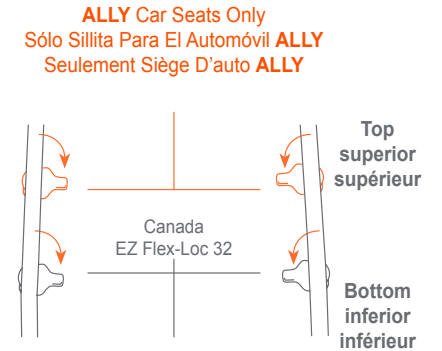 ALLY Car Seats Only
Sólo Sillita Para El Automóvil ALLY
Seulement Siège D'auto ALLY
Top
superior
supérieur
Canada
EZ Flex-Loc 32
Bottom
inferior
inférieur